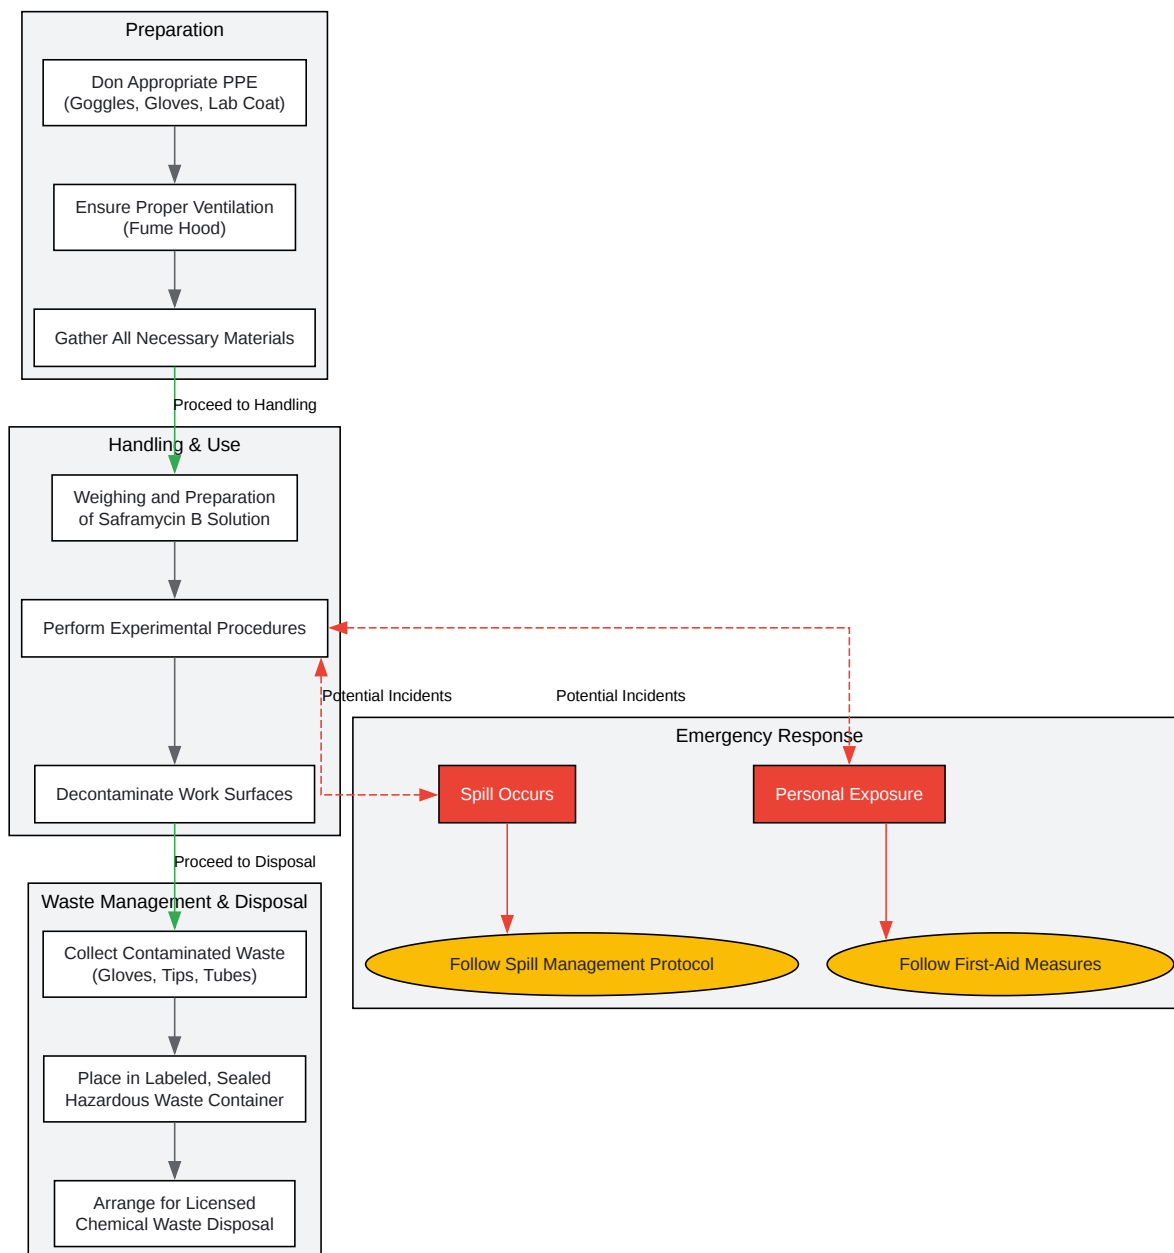 Preparation
Don Appropriate PPE
(Goggles, Gloves, Lab Coat)
Ensure Proper Ventilation
(Fume Hood)
Gather All Necessary Materials
Proceed to Handling
Handling & Use
Weighing and Preparation
of Saframycin B Solution
Perform Experimental Procedures
Potential Incidents
Potential Incidents
Emergency Response
Decontaminate Work Surfaces
Spill Occurs
Personal Exposure
Proceed to Disposal
Waste Management & Disposal
Collect Contaminated Waste
(Gloves, Tips, Tubes)
Follow Spill Management Protocol
Follow First-Aid Measures
Place in Labeled, Sealed
Hazardous Waste Container
Arrange for Licensed
Chemical Waste Disposal